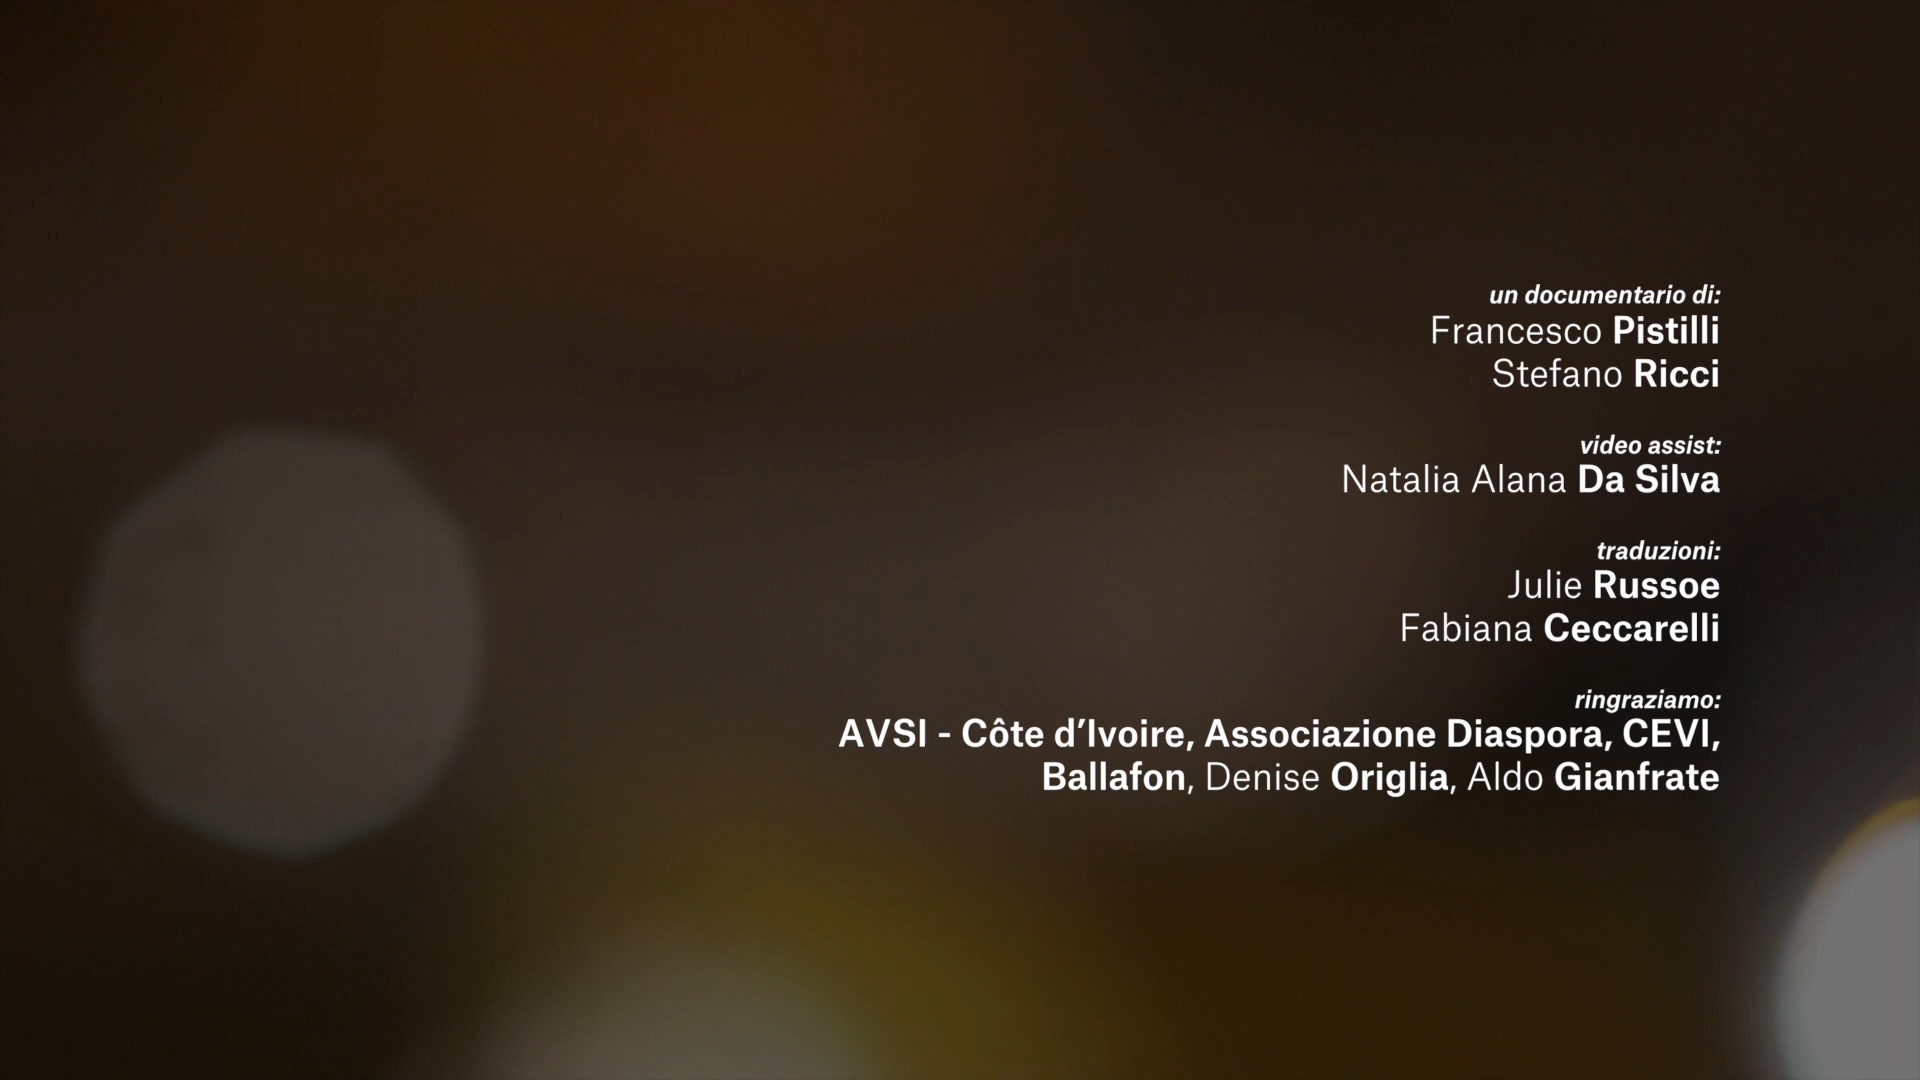 un documentario di:
Francesco Pistilli
Stefano Ricci
video assist:
Natalia Alana Da Silva
traduzioni:
Julie Russoe
Fabiana Ceccarelli
ringraziamo:
AVSI - Côte d’Ivoire, Associazione Diaspora, CEVI,
Ballafon, Denise Origlia, Aldo Gianfrate